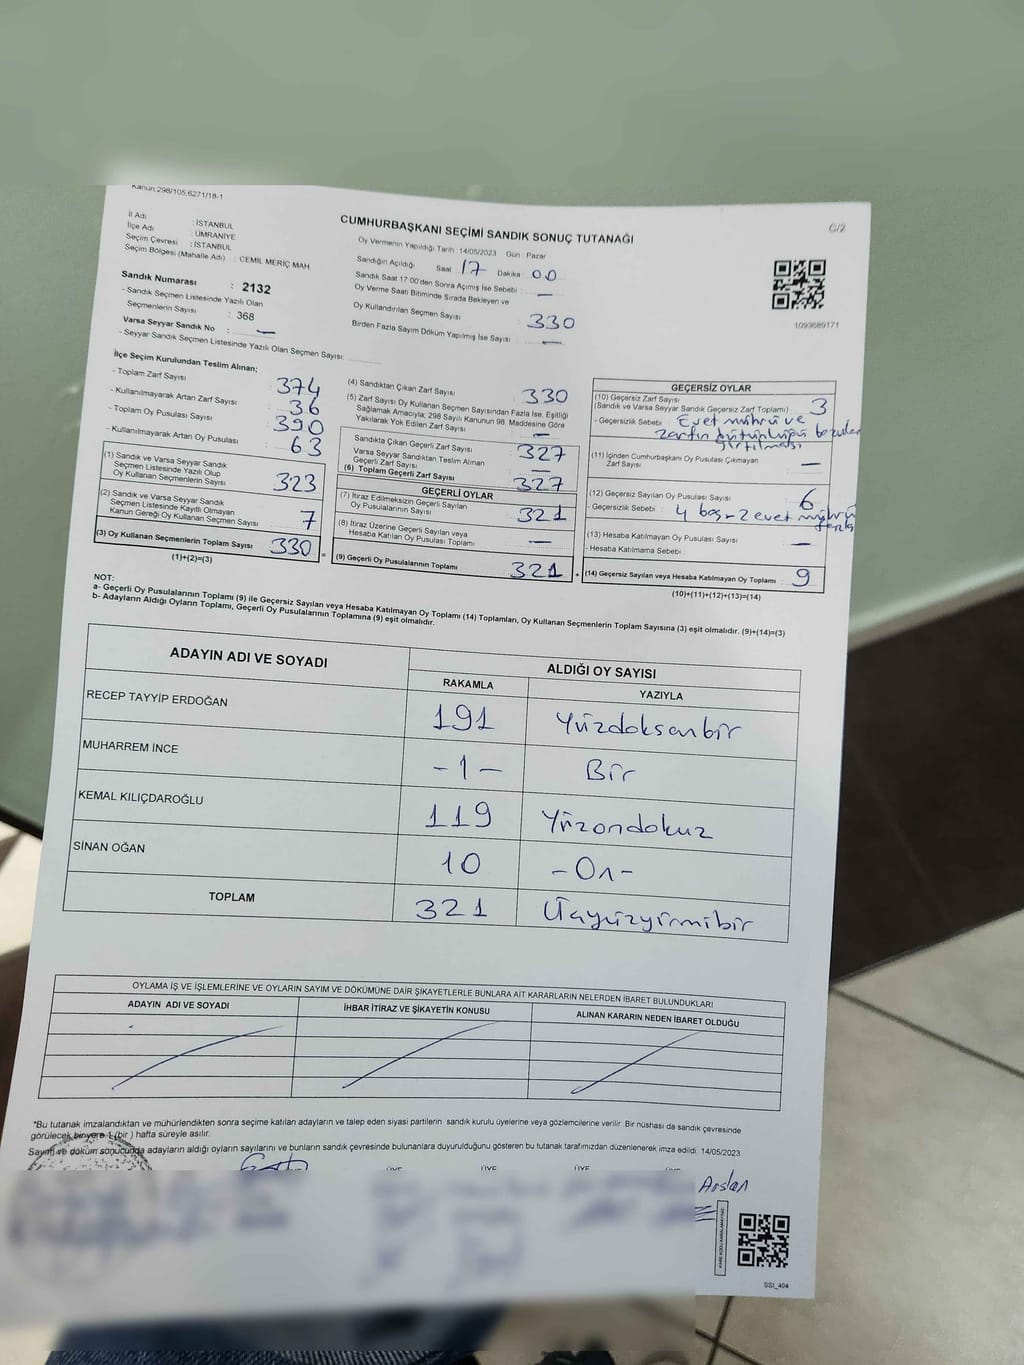 Kanun:298/105,6271/18-1
İl Adı : İSTANBUL
İlçe Adı : ÜMRANİYE
Seçim Çevresi : İSTANBUL
Seçim Bölgesi (Mahalle Adı) : CEMİL MERİÇ MAH
CUMHURBAŞKANI SEÇİMİ SANDIK SONUÇ TUTANAĞI
C/2
Oy Vermenin Yapıldığı Tarih : 14/05/2023 Gün : Pazar
Sandığın Açıldığı Saat 17 Dakika 00
Sandık Saat 17:00'den Sonra Açılmış İse Sebebi : —
Oy Verme Saati Bitiminde Sırada Bekleyen ve
Oy Kullandırılan Seçmen Sayısı 330
Birden Fazla Sayım Döküm Yapılmış İse Sayısı : —
1093689171
Sandık Numarası : 2132
- Sandık Seçmen Listesinde Yazılı Olan
Seçmenlerin Sayısı : 368
Varsa Seyyar Sandık No : —
- Seyyar Sandık Seçmen Listesinde Yazılı Olan Seçmen Sayısı:
İlçe Seçim Kurulundan Teslim Alınan;
- Toplam Zarf Sayısı 374
- Kullanılmayarak Artan Zarf Sayısı 36
- Toplam Oy Pusulası Sayısı 390
- Kullanılmayarak Artan Oy Pusulası 63
(1) Sandık ve Varsa Seyyar Sandık
Seçmen Listesinde Yazılı Olup
Oy Kullanan Seçmenlerin Sayısı 323
(2) Sandık ve Varsa Seyyar Sandık
Seçmen Listesinde Kayıtlı Olmayan
Kanun Gereği Oy Kullanan Seçmen Sayısı 7
(3) Oy Kullanan Seçmenlerin Toplam Sayısı 330 =
(1)+(2)=(3)
(4) Sandıktan Çıkan Zarf Sayısı 330
(5) Zarf Sayısı Oy Kullanan Seçmen Sayısından Fazla İse, Eşitliği
Sağlamak Amacıyla; 298 Sayılı Kanunun 98. Maddesine Göre
Yakılarak Yok Edilen Zarf Sayısı —
Sandıkta Çıkan Geçerli Zarf Sayısı 327
Varsa Seyyar Sandıktan Teslim Alınan
Geçerli Zarf Sayısı —
(6) Toplam Geçerli Zarf Sayısı 327
GEÇERLİ OYLAR
(7) İtiraz Edilmeksizin Geçerli Sayılan
Oy Pusulalarının Sayısı 321
(8) İtiraz Üzerine Geçerli Sayılan veya
Hesaba Katılan Oy Pusulası Toplamı —
(9) Geçerli Oy Pusulalarının Toplamı 321 +
GEÇERSİZ OYLAR
(10) Geçersiz Zarf Sayısı
(Sandık ve Varsa Seyyar Sandık Geçersiz Zarf Toplamı) 3
- Geçersizlik Sebebi : Evet mührü ve
zarfın bütünlüğü bozulan
yırtılması
(11) İçinden Cumhurbaşkanı Oy Pusulası Çıkmayan
Zarf Sayısı —
(12) Geçersiz Sayılan Oy Pusulası Sayısı 6
- Geçersizlik Sebebi : 4 boş-2 evet mührü
fazla
(13) Hesaba Katılmayan Oy Pusulası Sayısı —
- Hesaba Katılmama Sebebi :
(14) Geçersiz Sayılan veya Hesaba Katılmayan Oy Toplamı 9
(10)+(11)+(12)+(13)=(14)
NOT:
a- Geçerli Oy Pusulalarının Toplamı (9) ile Geçersiz Sayılan veya Hesaba Katılmayan Oy Toplamı (14) Toplamları, Oy Kullanan Seçmenlerin Toplam Sayısına (3) eşit olmalıdır. (9)+(14)=(3)
b- Adayların Aldığı Oyların Toplamı, Geçerli Oy Pusulalarının Toplamına (9) eşit olmalıdır.
ADAYIN ADI VE SOYADI
ALDIĞI OY SAYISI
RAKAMLA YAZIYLA
RECEP TAYYİP ERDOĞAN 191 Yüzdoksanbir
MUHARREM İNCE -1- Bir
KEMAL KILIÇDAROĞLU 119 Yüzondokuz
SİNAN OĞAN 10 -On-
TOPLAM 321 Üçyüzyirmibir
OYLAMA İŞ VE İŞLEMLERİNE VE OYLARIN SAYIM VE DÖKÜMÜNE DAİR ŞİKAYETLERLE BUNLARA AİT KARARLARIN NELERDEN İBARET BULUNDUKLARI
ADAYIN ADI VE SOYADI İHBAR İTİRAZ VE ŞİKAYETİN KONUSU ALINAN KARARIN NEDEN İBARET OLDUĞU
*Bu tutanak imzalandıktan ve mühürlendikten sonra seçime katılan adayların ve talep eden siyasi partilerin sandık kurulu üyelerine veya gözlemcilerine verilir. Bir nüshası da sandık çevresinde
görülecek bir yere 1 (bir ) hafta süreyle asılır.
Sayım ve döküm sonucunda adayların aldığı oyların sayılarını ve bunların sandık çevresinde bulunanlara duyurulduğunu gösteren bu tutanak tarafımızdan düzenlenerek imza edildi. 14/05/2023
ÜYE ÜYE ÜYE ÜYE
Arslan
SSI_404